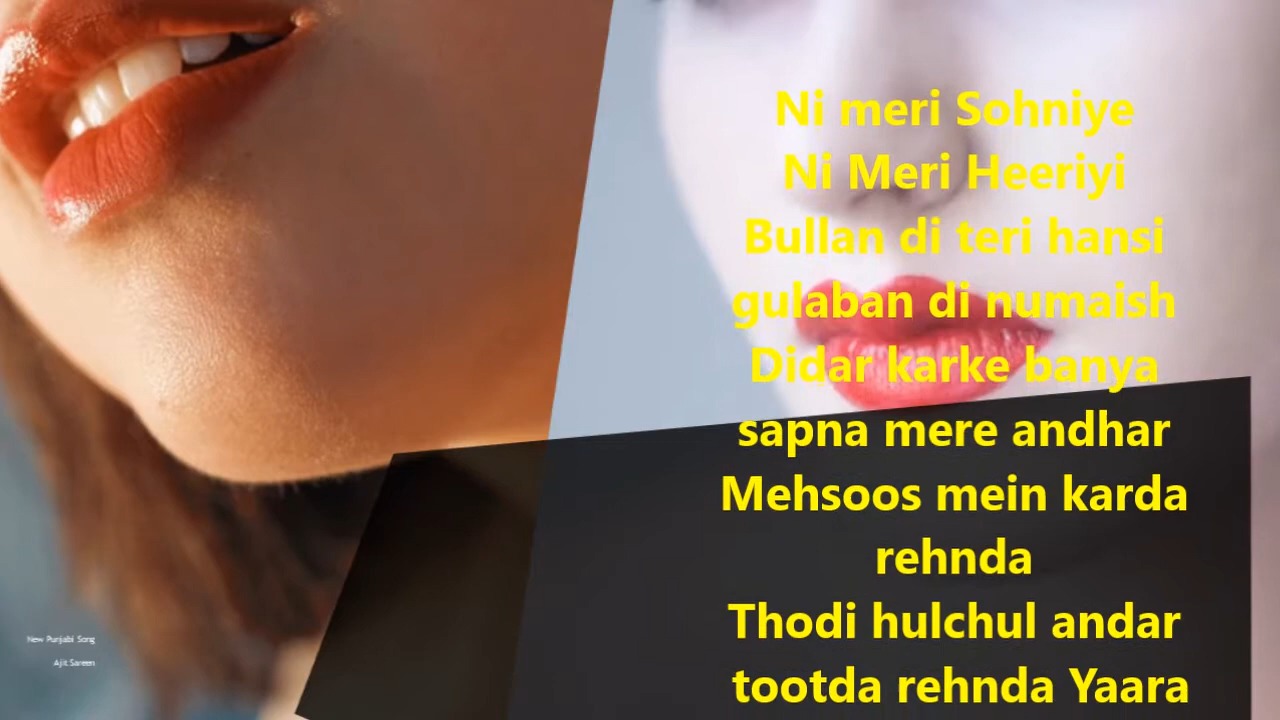 Ni meri Sohniye
Ni Meri Heeriyi
Bullan di teri hansi
gulaban di numaish
Didar karke banya
sapna mere andhar
Mehsoos mein karda
rehnda
Thodi hulchul andar
tootda rehnda Yaara
New Punjabi Song
Ajit Sareen